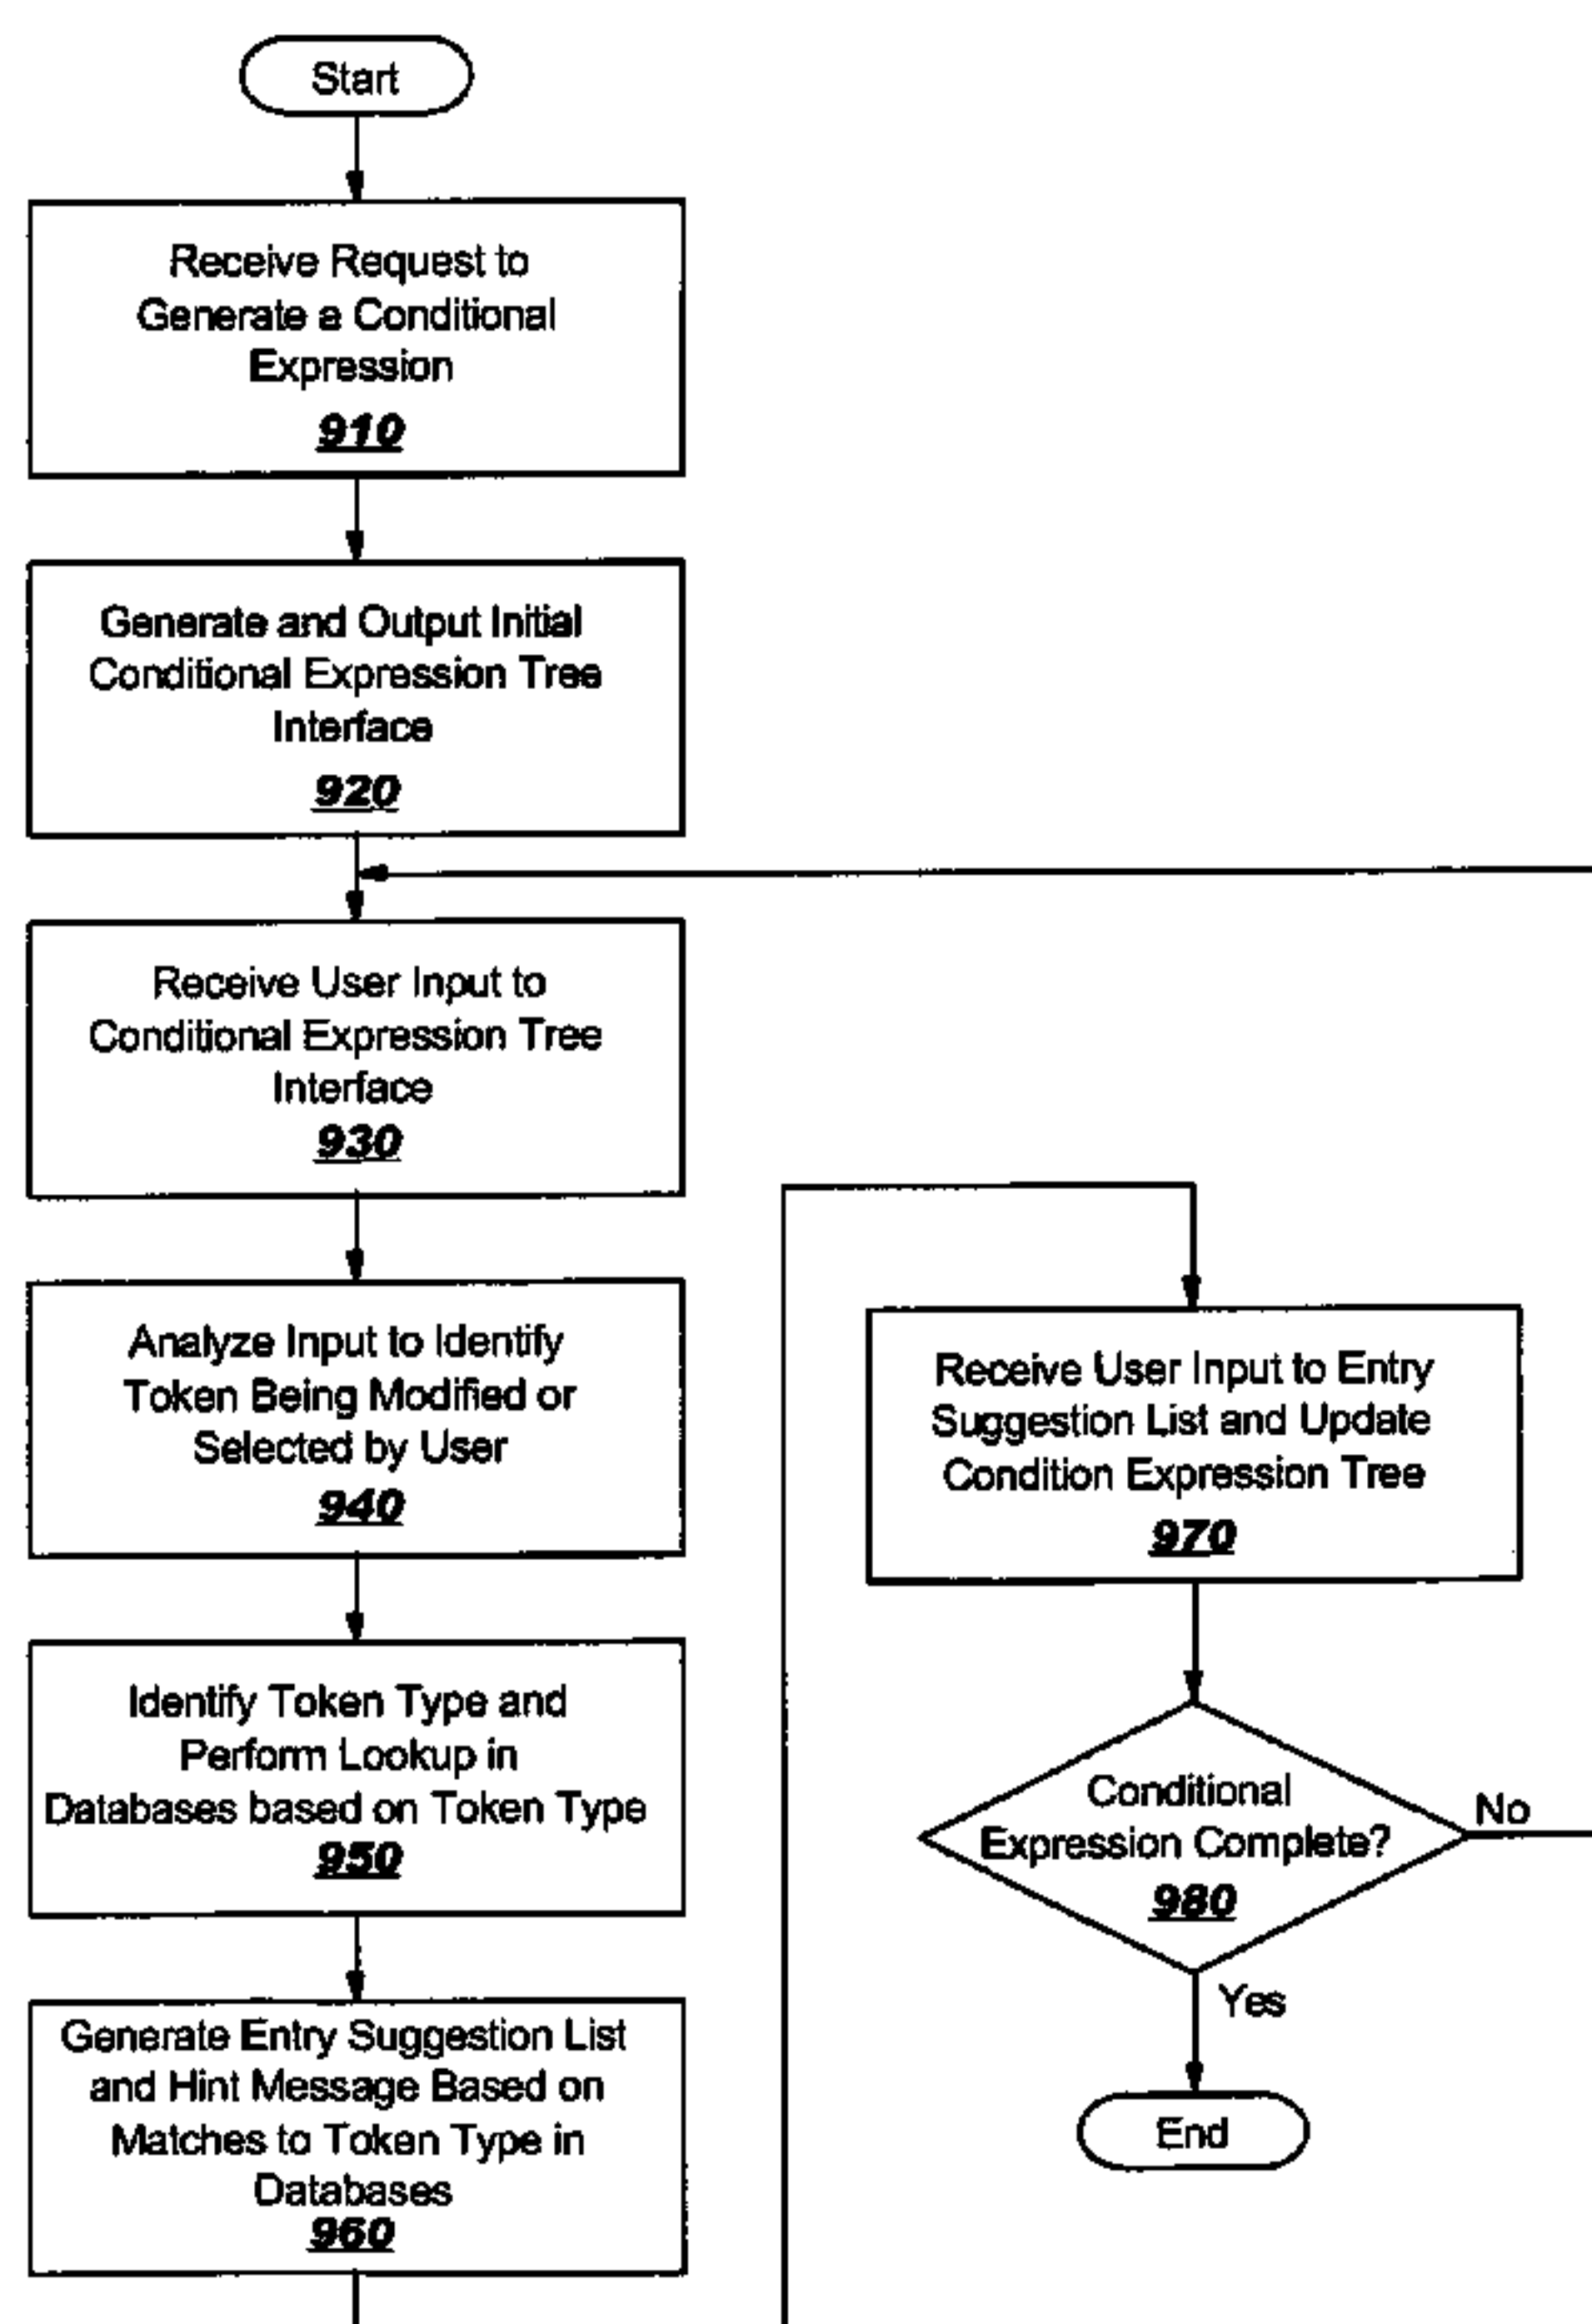 Start
Receive Request to
Generate a Conditional
Expression
910
Generate and Output Initial
Conditional Expression Tree
Interface
920
Receive User Input to
Conditional Expression Tree
Interface
930
Analyze Input to Identify
Token Being Modified or
Selected by User
940
Identify Token Type and
Perform Lookup in
Databases based on Token Type
950
Generate Entry Suggestion List
and Hint Message Based on
Matches to Token Type in
Databases
960
Receive User Input to Entry
Suggestion List and Update
Condition Expression Tree
970
Conditional
Expression Complete?
980
No
Yes
End